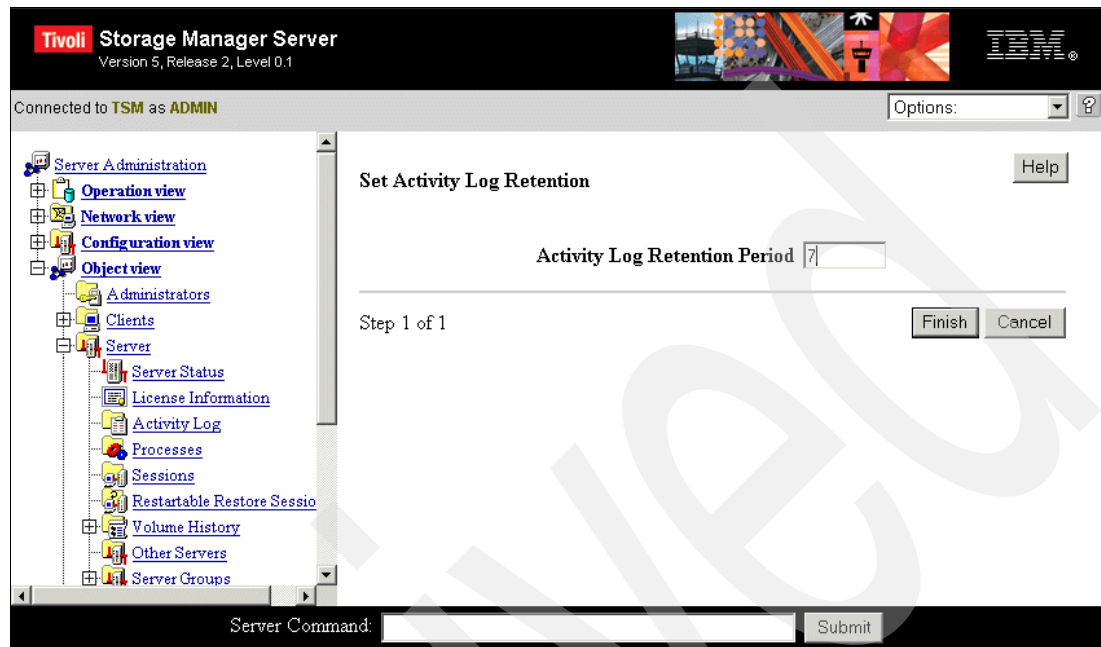 Tivoli Storage Manager Server
Version 5, Release 2, Level 0.1
IBM®
Connected to TSM as ADMIN
Options:
?
Server Administration
Operation view
Network view
Configuration view
Object view
Administrators
Clients
Server
Server Status
License Information
Activity Log
Processes
Sessions
Restartable Restore Sessio
Volume History
Other Servers
Server Groups
Set Activity Log Retention
Help
Activity Log Retention Period 7
Step 1 of 1
Finish Cancel
Server Command:
Submit